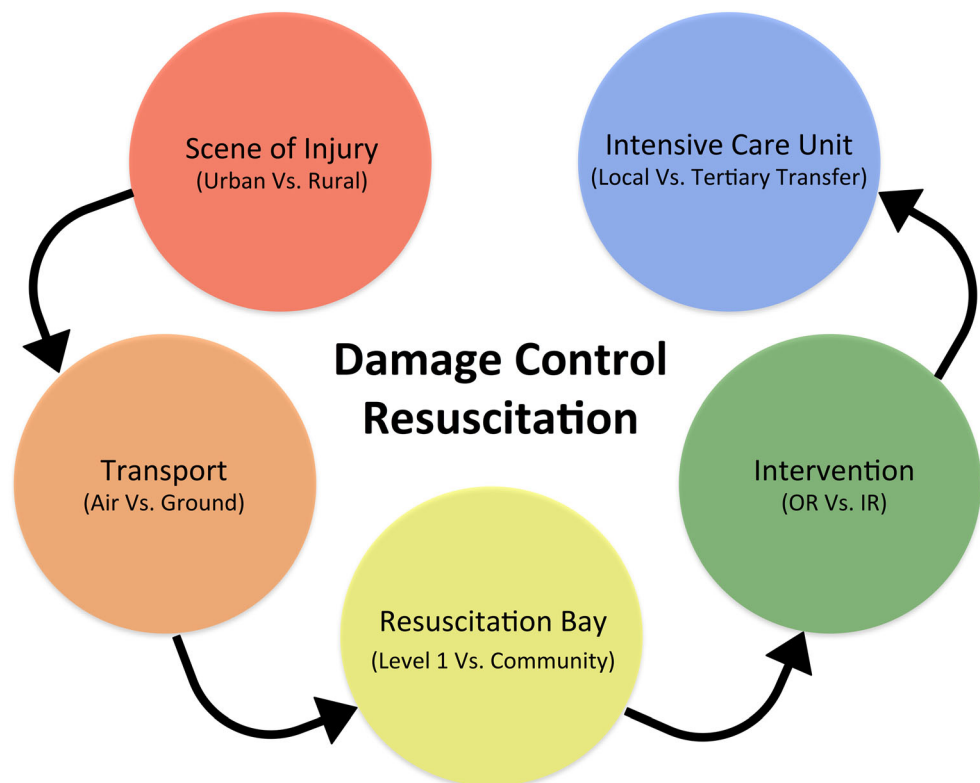 Scene of Injury
(Urban Vs. Rural)
Intensive Care Unit
(Local Vs. Tertiary Transfer)
Damage Control
Resuscitation
Transport
(Air Vs. Ground)
Intervention
(OR Vs. IR)
Resuscitation Bay
(Level 1 Vs. Community)